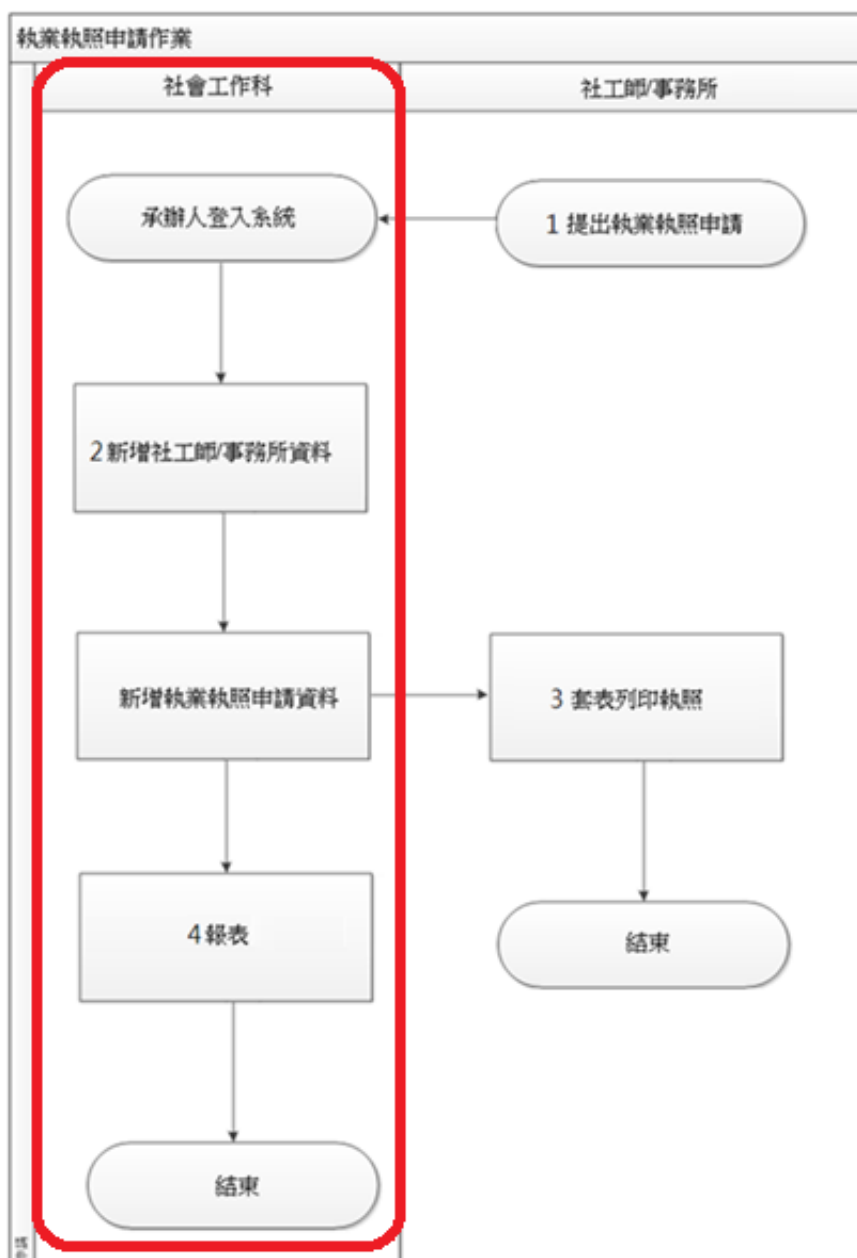 執業執照申請作業
社會工作科
社工師/事務所
承辦人登入系統
1 提出執業執照申請
2新增社工師/事務所資料
新增執業執照申請資料
3 套表列印執照
4報表
結束
結束
申請